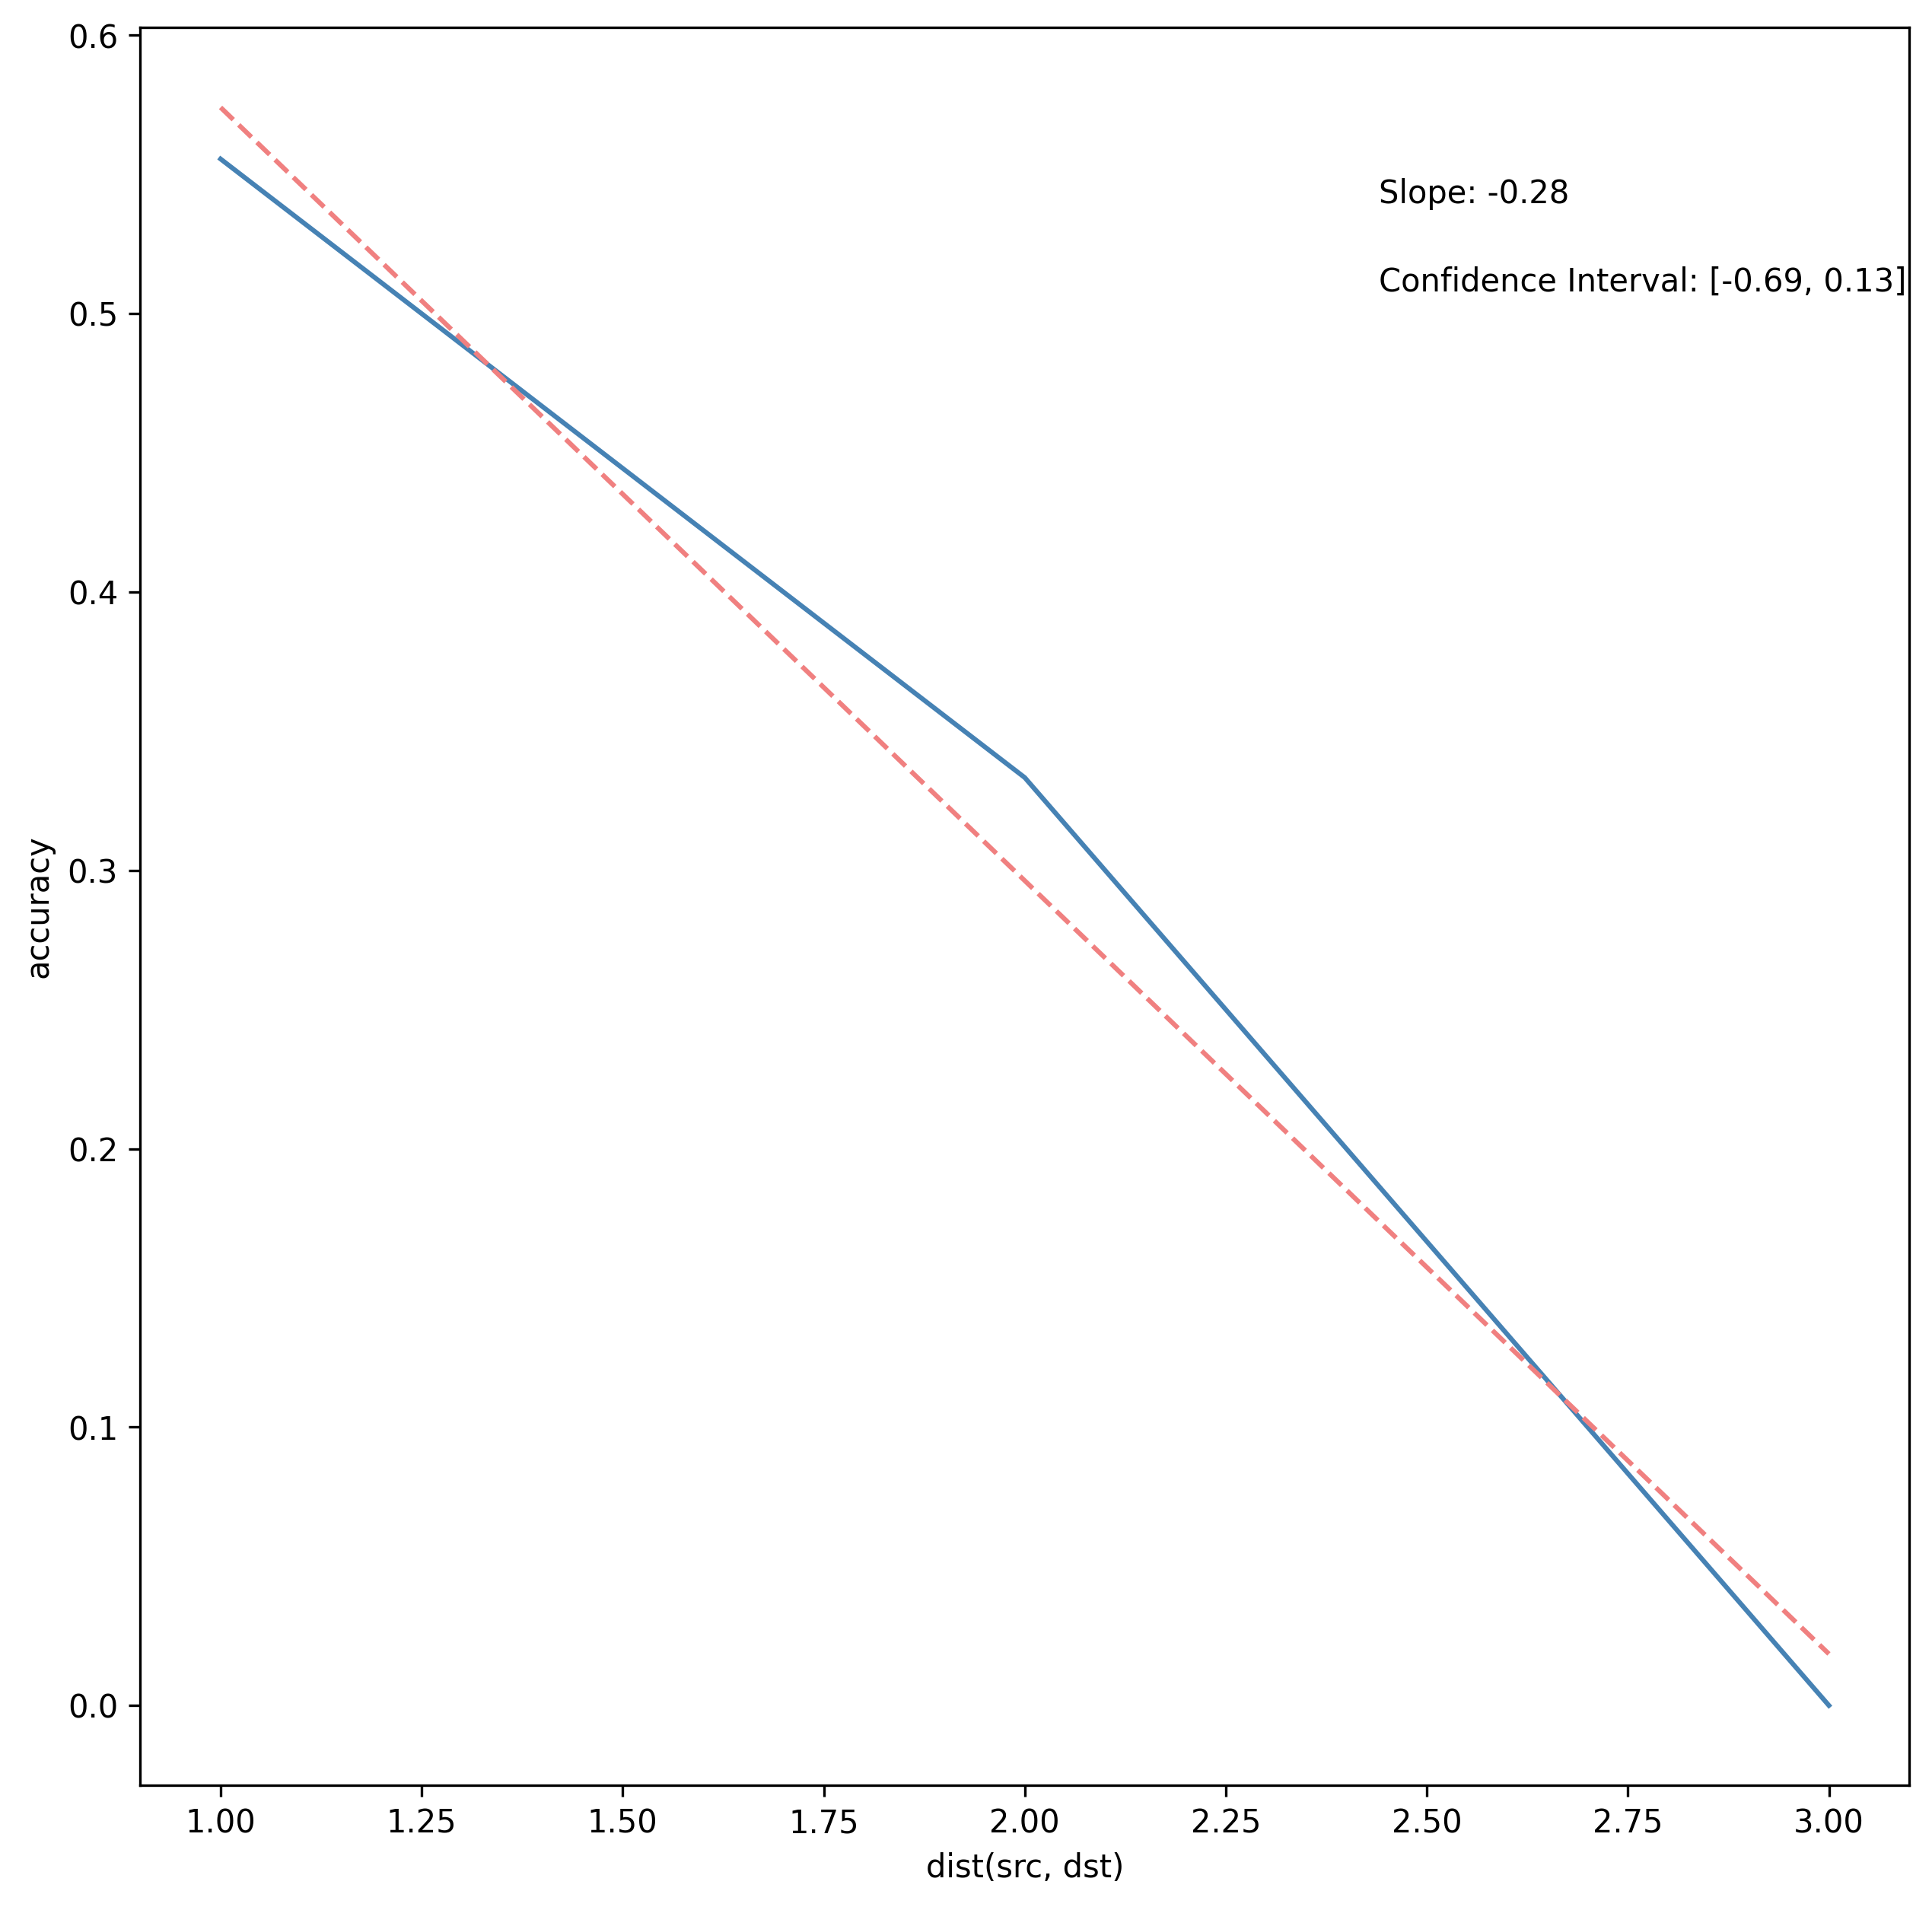 Slope: -0.28
Confidence Interval: [-0.69, 0.13]
accuracy
0.6
0.5
0.4
0.3
0.2
0.1
0.0
1.00 1.25 1.50 1.75 2.00 2.25 2.50 2.75 3.00
dist(src, dst)